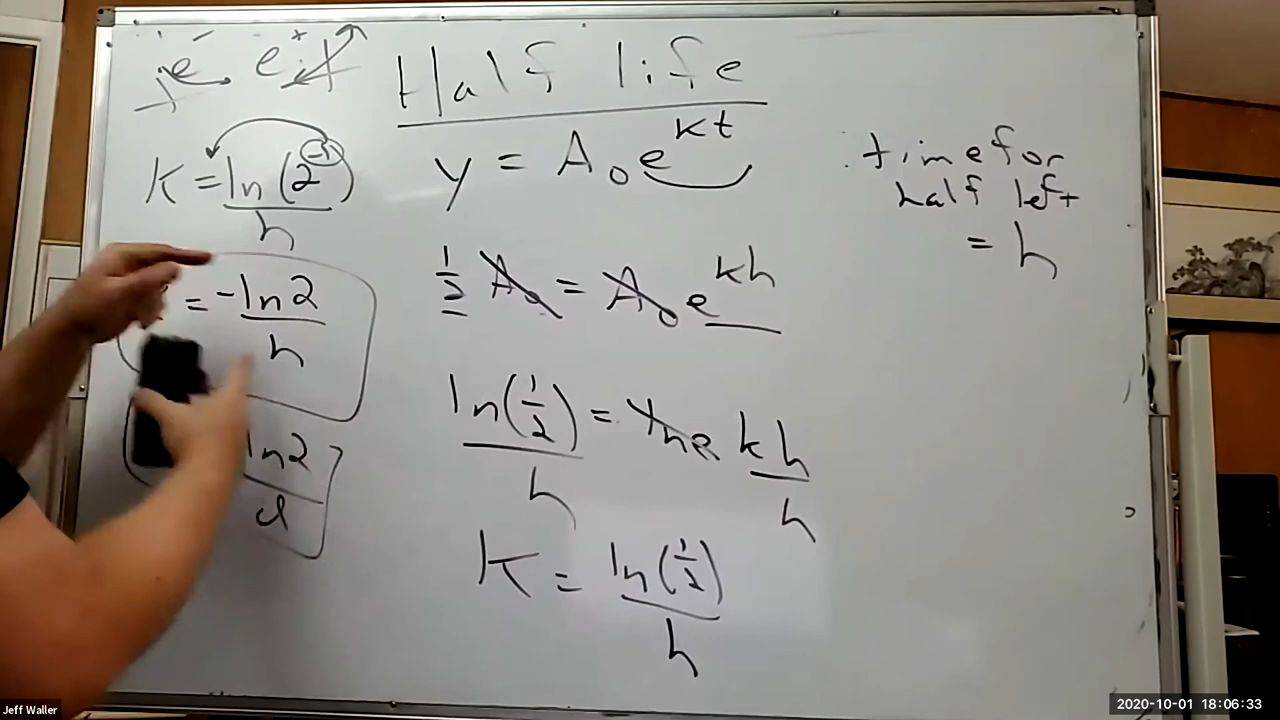 Half life
K = ln(2^-1)
h
= -ln2
h
ln2
d
y = A₀e^kt
1/2 A₀ = A₀e^kh
ln(1/2) = lne kh
h h
K = ln(1/2)
h
time for
half left
= h
Jeff Waller
2020-10-01 18:06:33